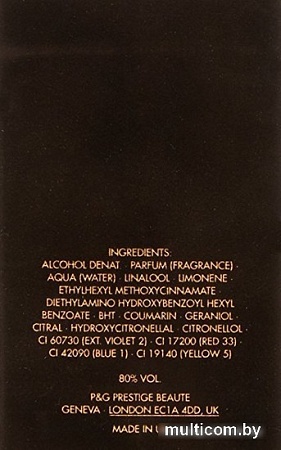 INGREDIENTS:
ALCOHOL DENAT · PARFUM (FRAGRANCE) ·
AQUA (WATER) · LINALOOL · LIMONENE ·
ETHYLHEXYL METHOXYCINNAMATE ·
DIETHYLAMINO HYDROXYBENZOYL HEXYL
BENZOATE · BHT · COUMARIN · GERANIOL ·
CITRAL · HYDROXYCITRONELLAL · CITRONELLOL ·
CI 60730 (EXT. VIOLET 2) · CI 17200 (RED 33) ·
CI 42090 (BLUE 1) · CI 19140 (YELLOW 5)
80% VOL.
P&G PRESTIGE BEAUTE
GENEVA · LONDON EC1A 4DD, UK
MADE IN
multicom.by